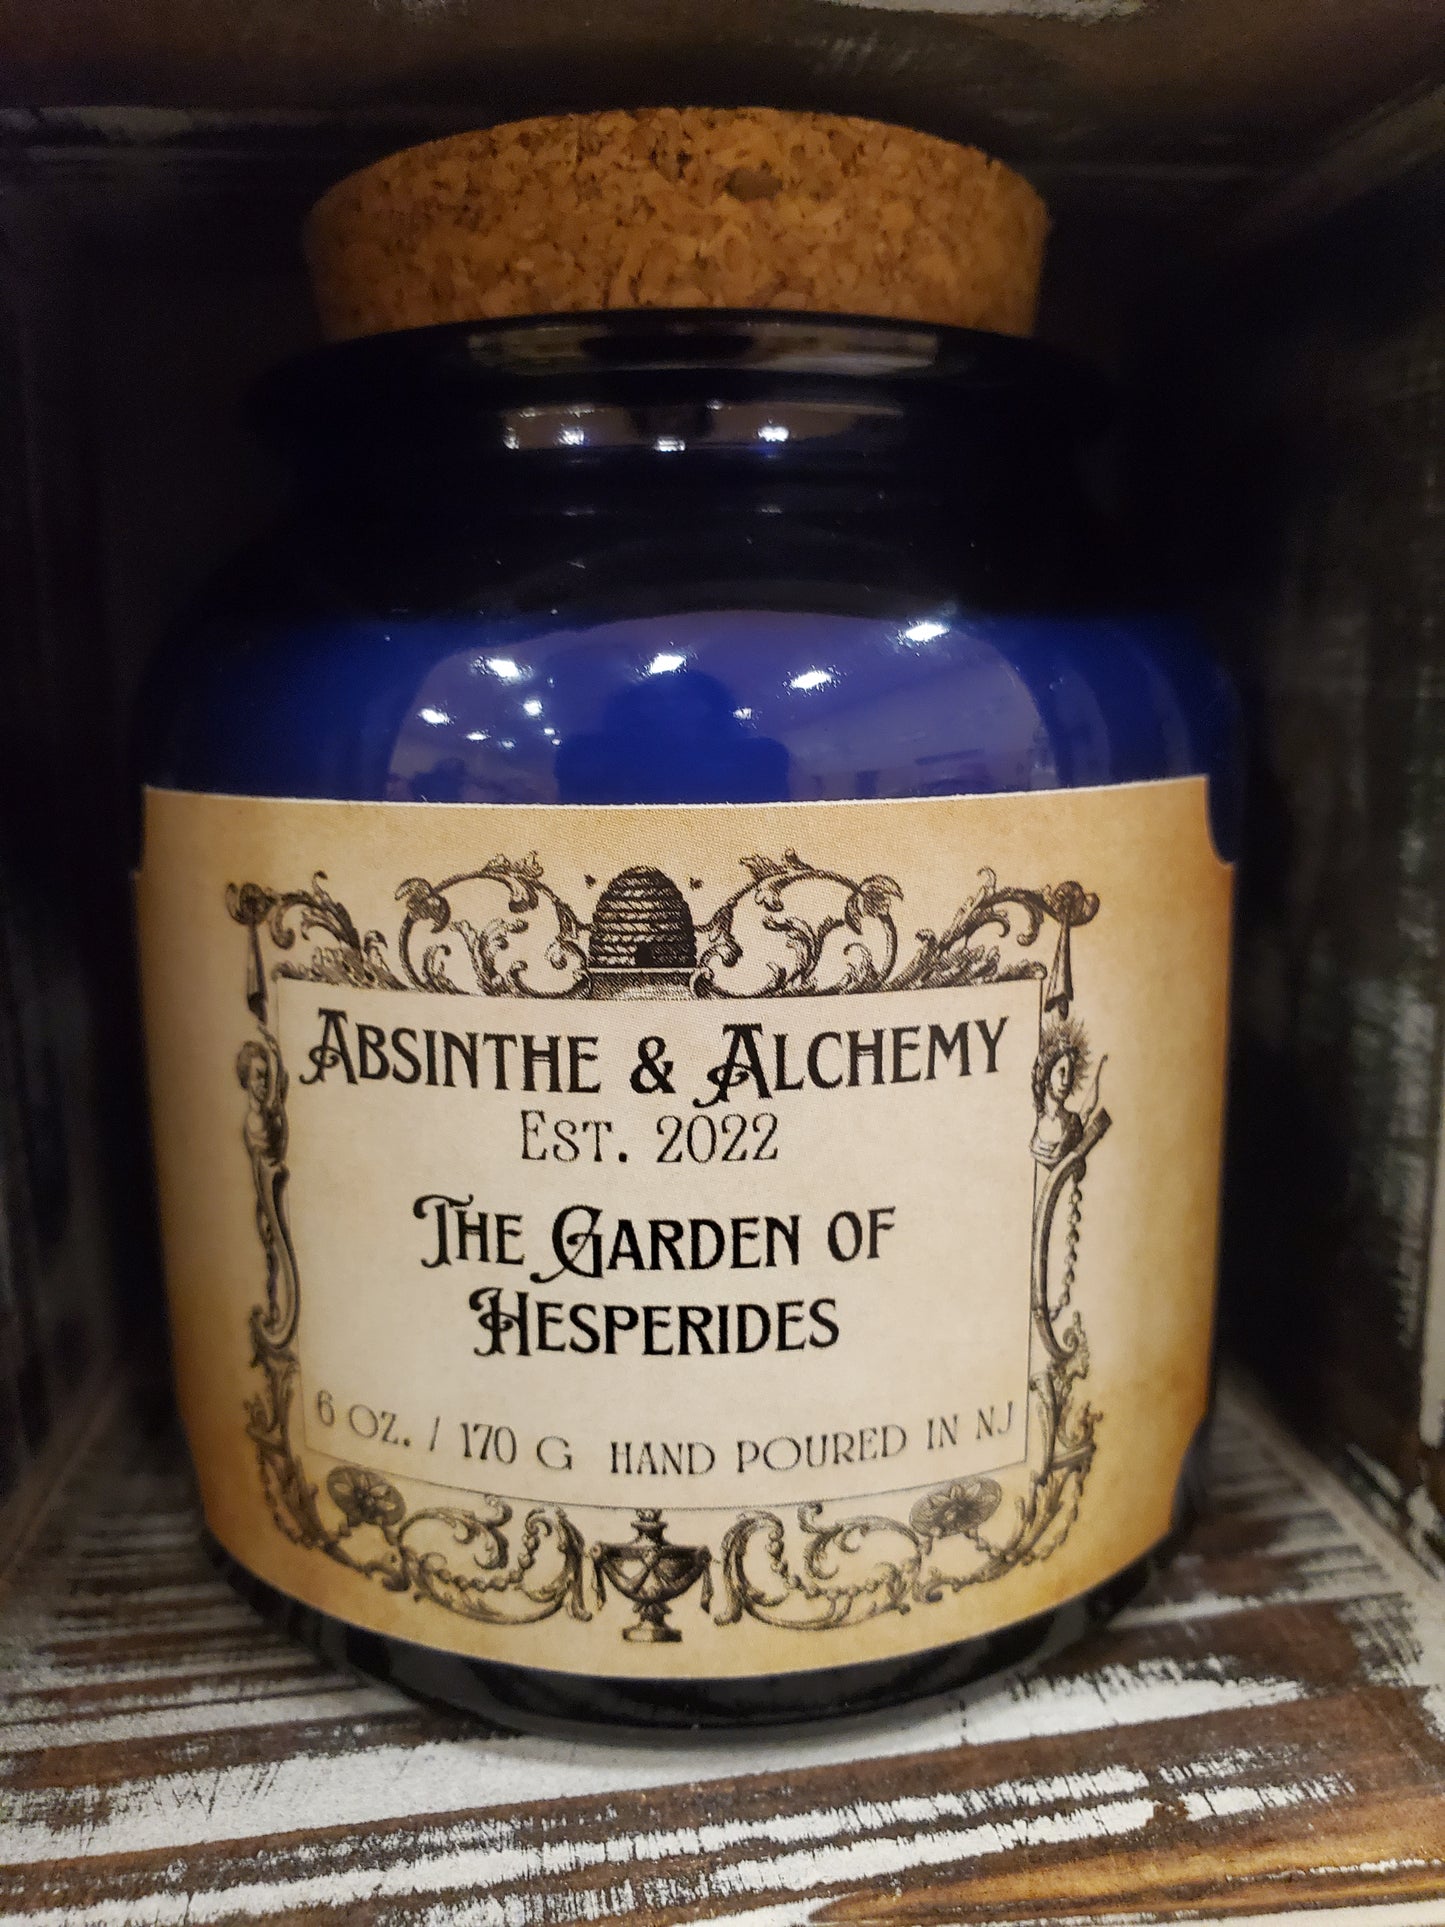 Absinthe & Alchemy
Est. 2022
The Garden of
Hesperides
6 oz. / 170 g hand poured in NJ